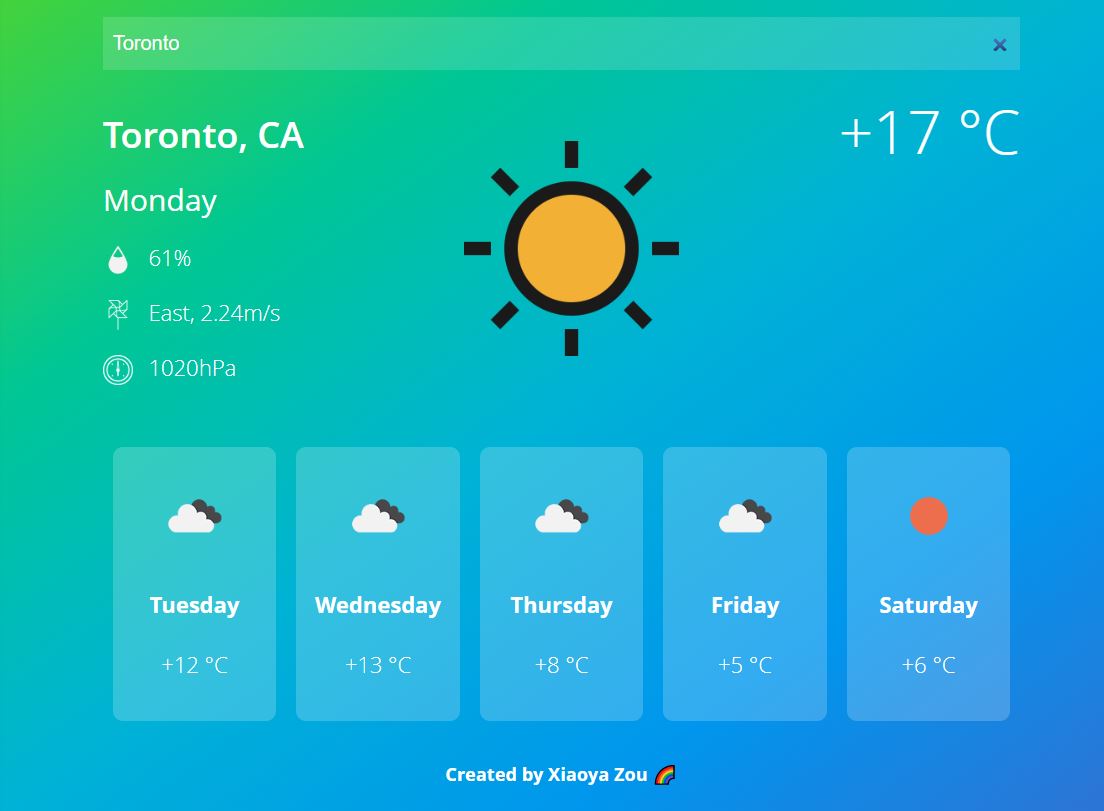 Toronto
Toronto, CA
+17 °C
Monday
61%
East, 2.24m/s
1020hPa
Tuesday
+12 °C
Wednesday
+13 °C
Thursday
+8 °C
Friday
+5 °C
Saturday
+6 °C
Created by Xiaoya Zou 🌈